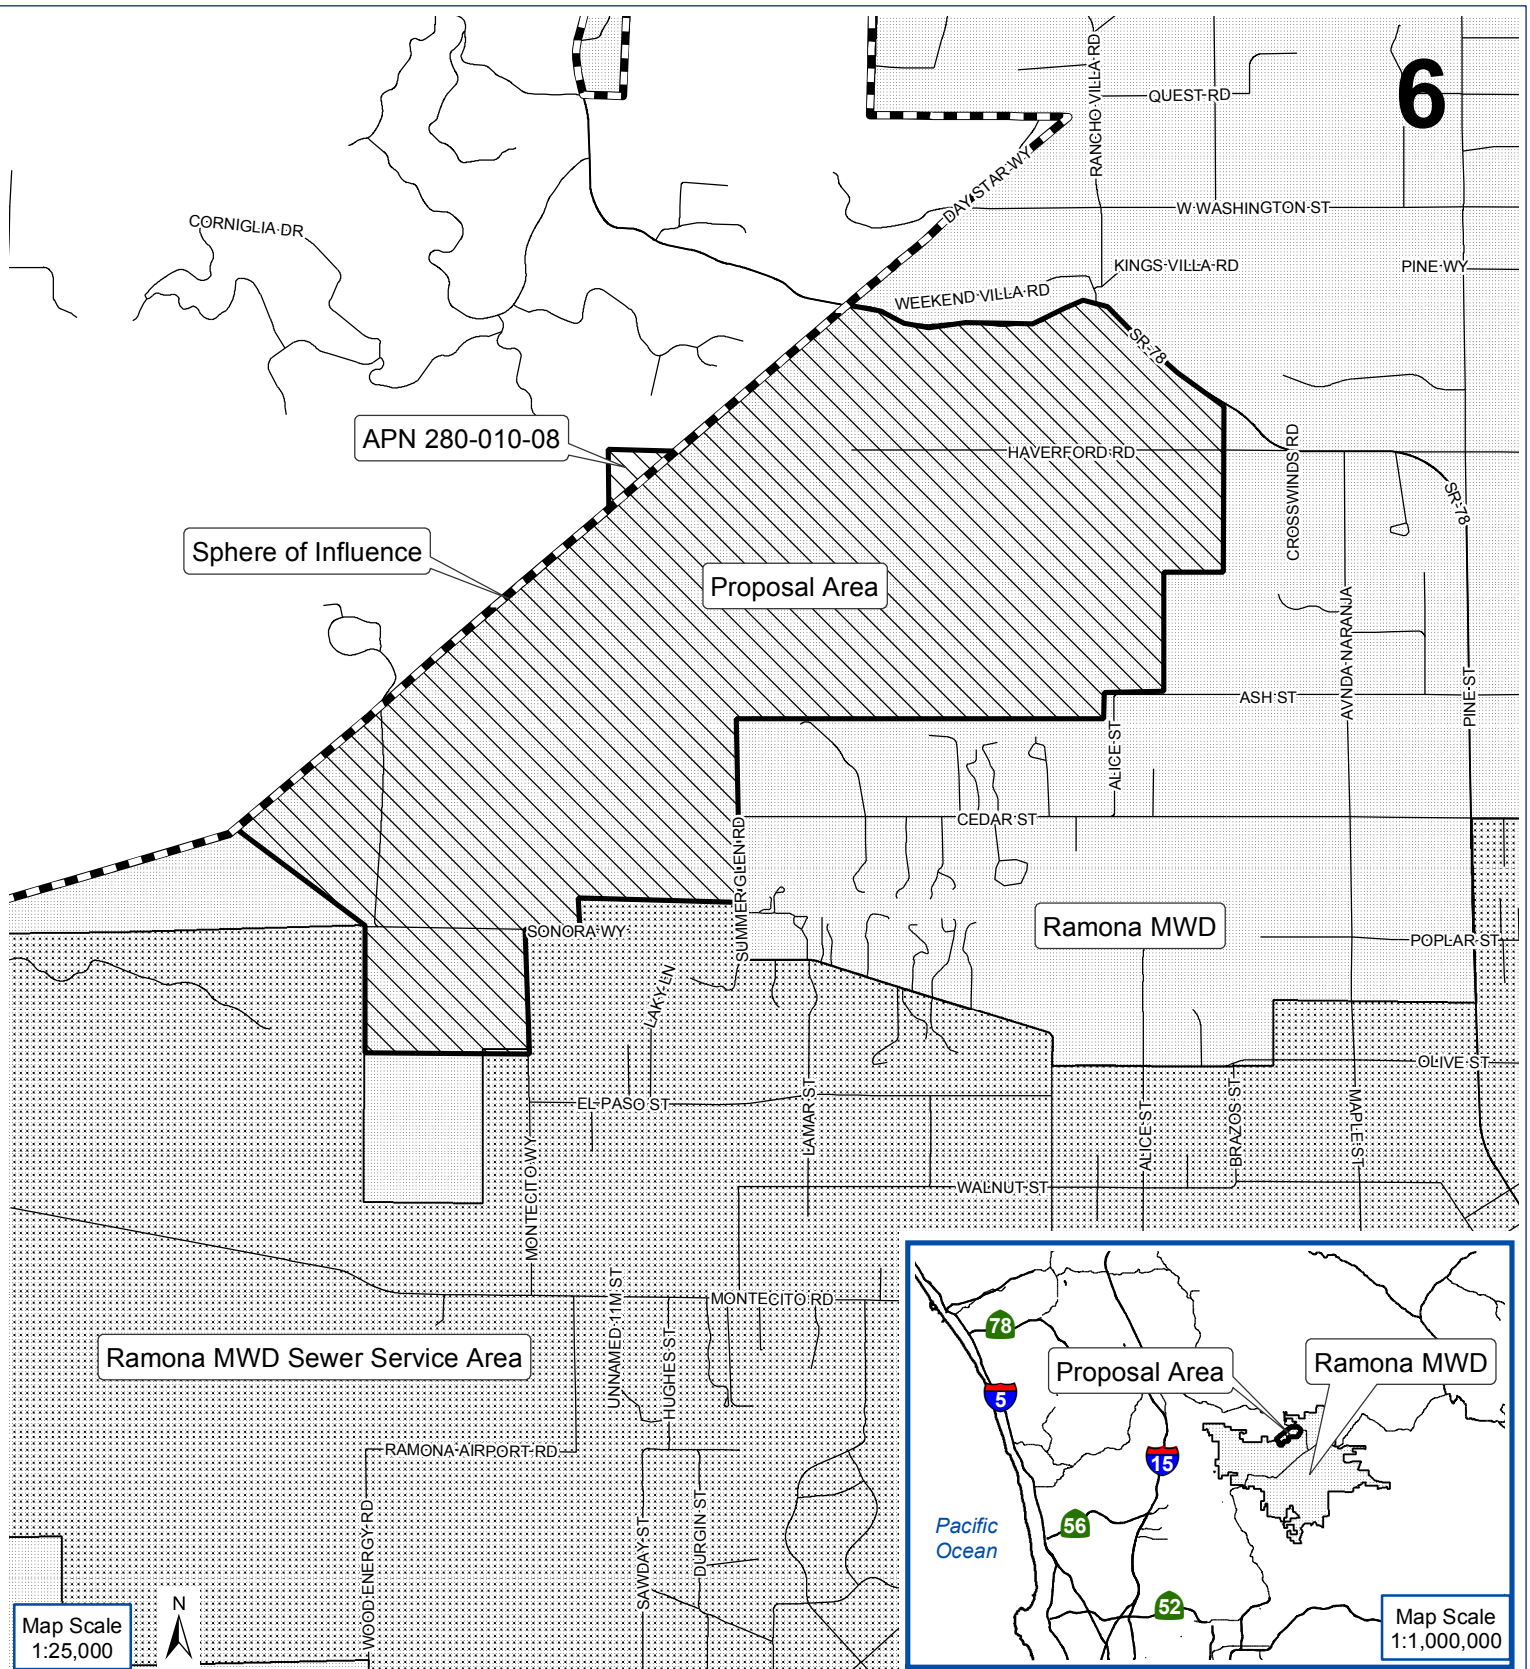 6
RANCHO VILLA RD
QUEST RD
DAY STAR WY
W WASHINGTON ST
CORNIGLIA DR
KINGS VILLA RD
PINE WY
WEEKEND VILLA RD
SR-78
APN 280-010-08
HAVERFORD RD
CROSSWINDS RD
SR-78
Sphere of Influence
Proposal Area
AVNDA NARANJA
ASH ST
PINE ST
ALICE ST
CEDAR ST
SUMMER GLEN RD
Ramona MWD
SONORA WY
POPLAR ST
LAKY LN
OLIVE ST
EL PASO ST
LAMAR ST
ALICE ST
BRAZOS ST
MAPLE ST
MONTECITO WY
WALNUT ST
UNNAMED 11M ST
MONTECITO RD
HUGHES ST
Ramona MWD Sewer Service Area
RAMONA AIRPORT RD
WOODENERGY RD
SAWDAY ST
DURGIN ST
N
Map Scale
1:25,000
78
Proposal Area
Ramona MWD
5
15
56
Pacific
Ocean
52
Map Scale
1:1,000,000